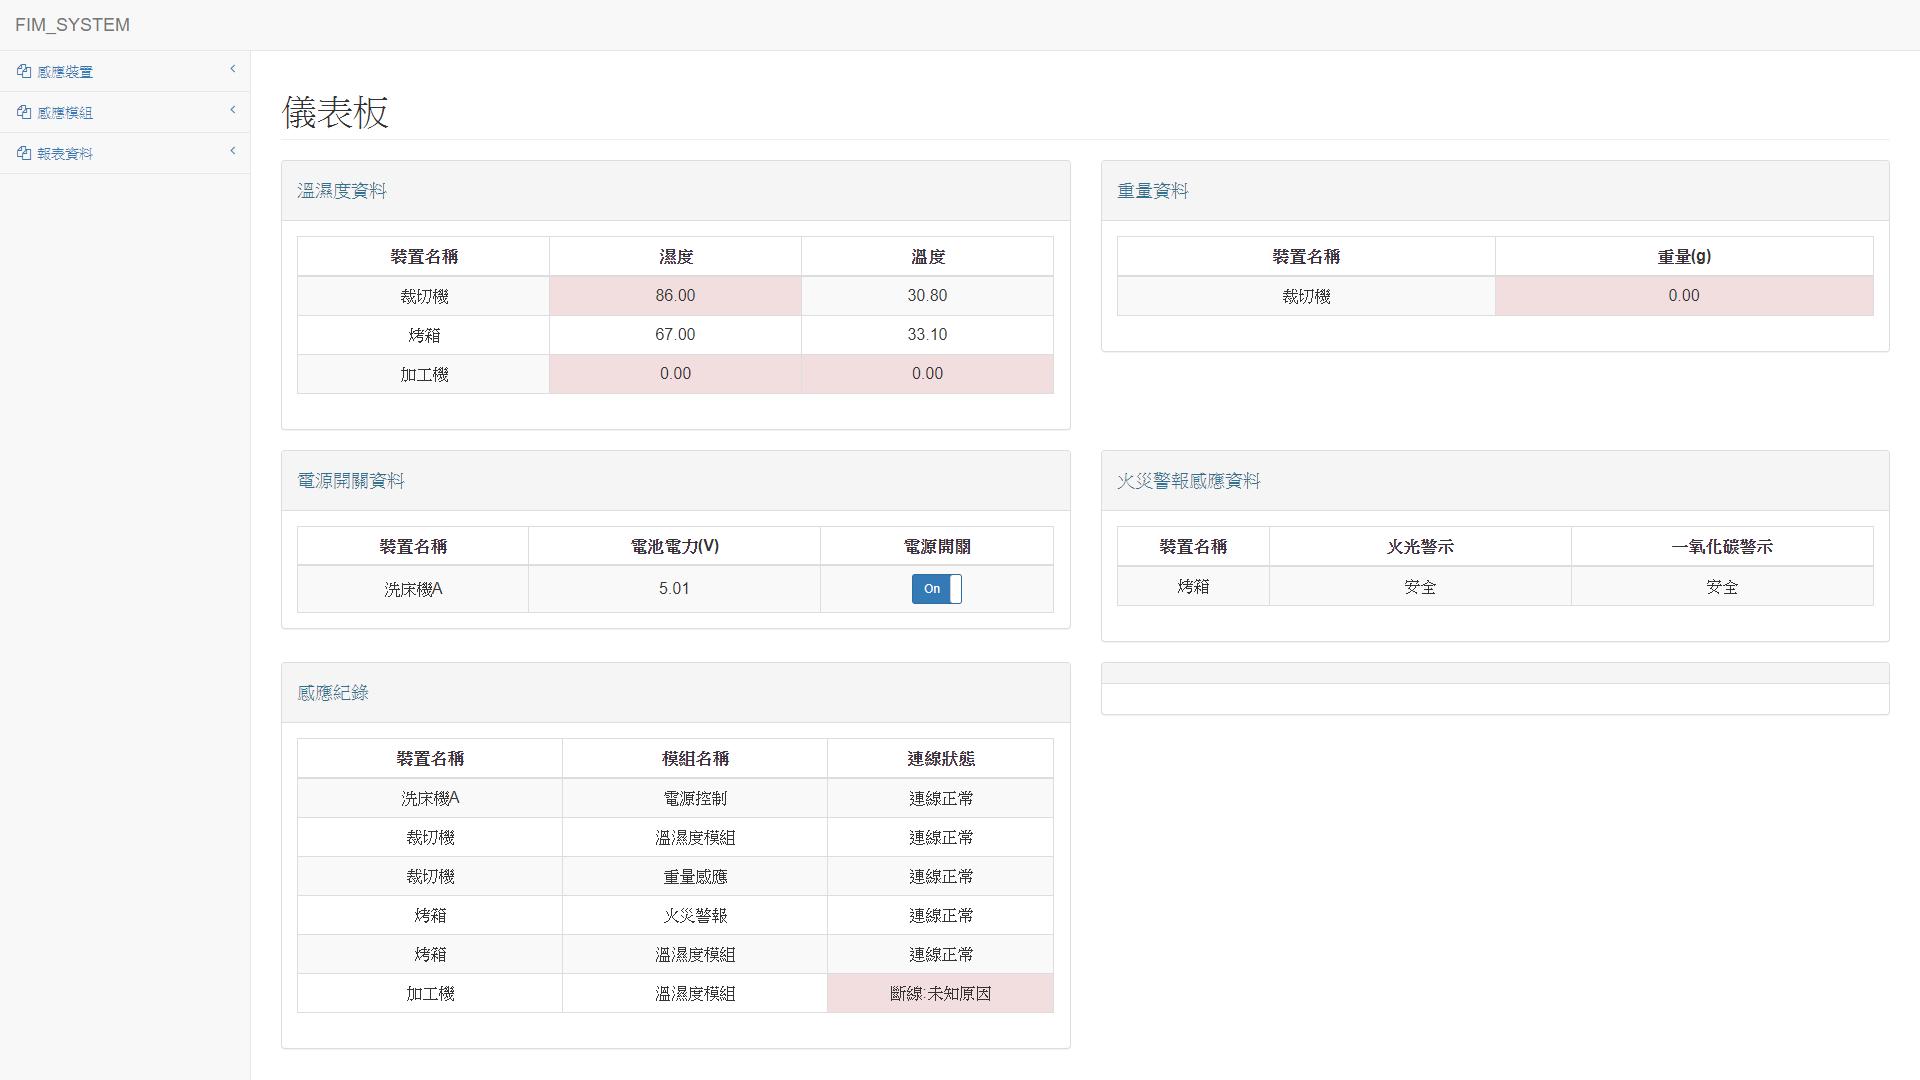 FIM_SYSTEM
感應裝置
感應模組
報表資料
儀表板
溫濕度資料
裝置名稱 濕度 溫度
裁切機 86.00 30.80
烤箱 67.00 33.10
加工機 0.00 0.00
重量資料
裝置名稱 重量(g)
裁切機 0.00
電源開關資料
裝置名稱 電池電力(V) 電源開關
洗床機A 5.01 On
火災警報感應資料
裝置名稱 火光警示 一氧化碳警示
烤箱 安全 安全
感應紀錄
裝置名稱 模組名稱 連線狀態
洗床機A 電源控制 連線正常
裁切機 溫濕度模組 連線正常
裁切機 重量感應 連線正常
烤箱 火災警報 連線正常
烤箱 溫濕度模組 連線正常
加工機 溫濕度模組 斷線:未知原因